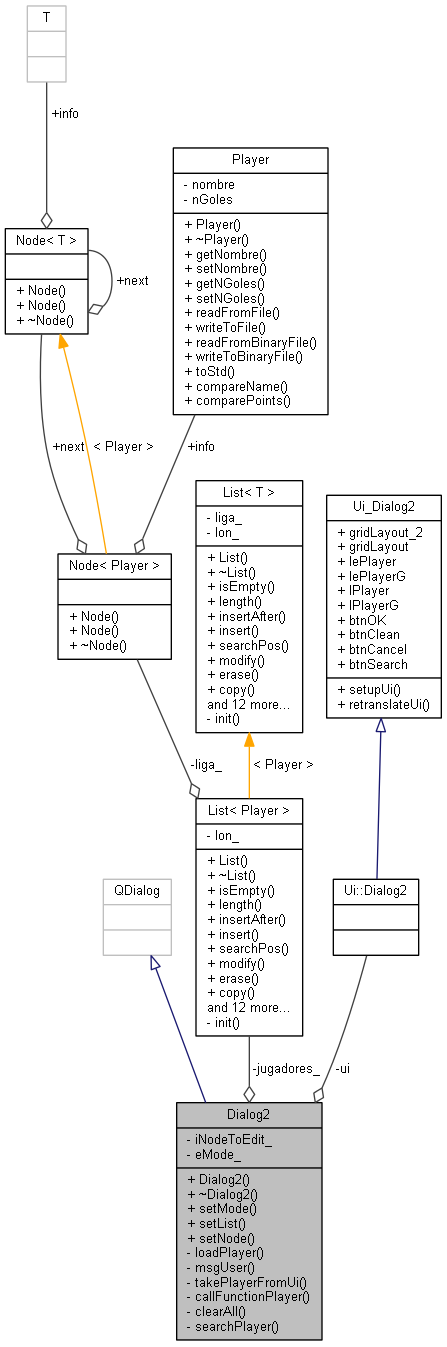 T
+info
Player
- nombre
- nGoles
+ Player()
+ ~Player()
+ getNombre()
+ setNombre()
+ getNGoles()
+ setNGoles()
+ readFromFile()
+ writeToFile()
+ readFromBinaryFile()
+ writeToBinaryFile()
+ toStd()
+ compareName()
+ comparePoints()
Node< T >
+ Node()
+ Node()
+ ~Node()
+next
+next
< Player >
+info
List< T >
- liga_
- lon_
+ List()
+ ~List()
+ isEmpty()
+ length()
+ insertAfter()
+ insert()
+ searchPos()
+ modify()
+ erase()
+ copy()
and 12 more...
- init()
Ui_Dialog2
+ gridLayout_2
+ gridLayout
+ lePlayer
+ lePlayerG
+ lPlayer
+ lPlayerG
+ btnOK
+ btnClean
+ btnCancel
+ btnSearch
+ setupUi()
+ retranslateUi()
Node< Player >
+ Node()
+ Node()
+ ~Node()
-liga_
< Player >
List< Player >
- lon_
+ List()
+ ~List()
+ isEmpty()
+ length()
+ insertAfter()
+ insert()
+ searchPos()
+ modify()
+ erase()
+ copy()
and 12 more...
- init()
QDialog
Ui::Dialog2
-jugadores_
-ui
Dialog2
- iNodeToEdit_
- eMode_
+ Dialog2()
+ ~Dialog2()
+ setMode()
+ setList()
+ setNode()
- loadPlayer()
- msgUser()
- takePlayerFromUi()
- callFunctionPlayer()
- clearAll()
- searchPlayer()